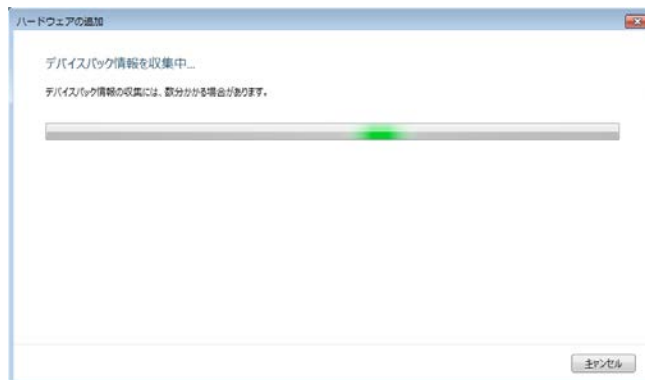 ハードウェアの追加
デバイスパック情報を収集中...
デバイスパック情報の収集には、数分かかる場合があります。
キャンセル